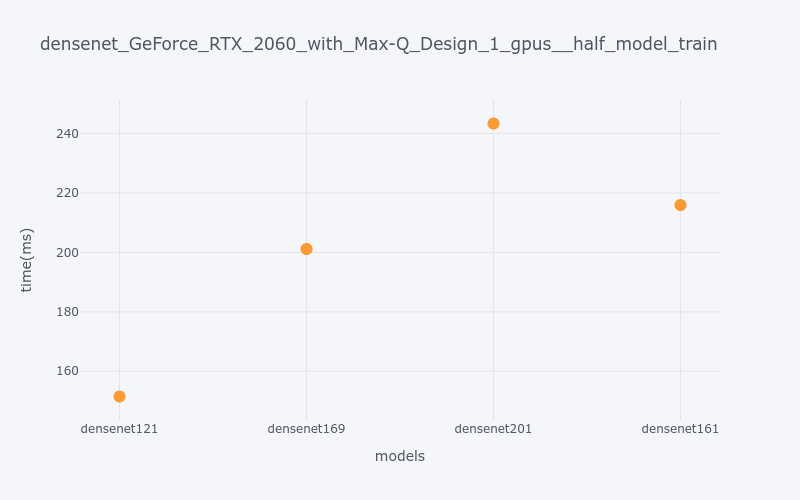 densenet_GeForce_RTX_2060_with_Max-Q_Design_1_gpus__half_model_train
240
220
200
180
160
time(ms)
densenet121
densenet169
densenet201
densenet161
models